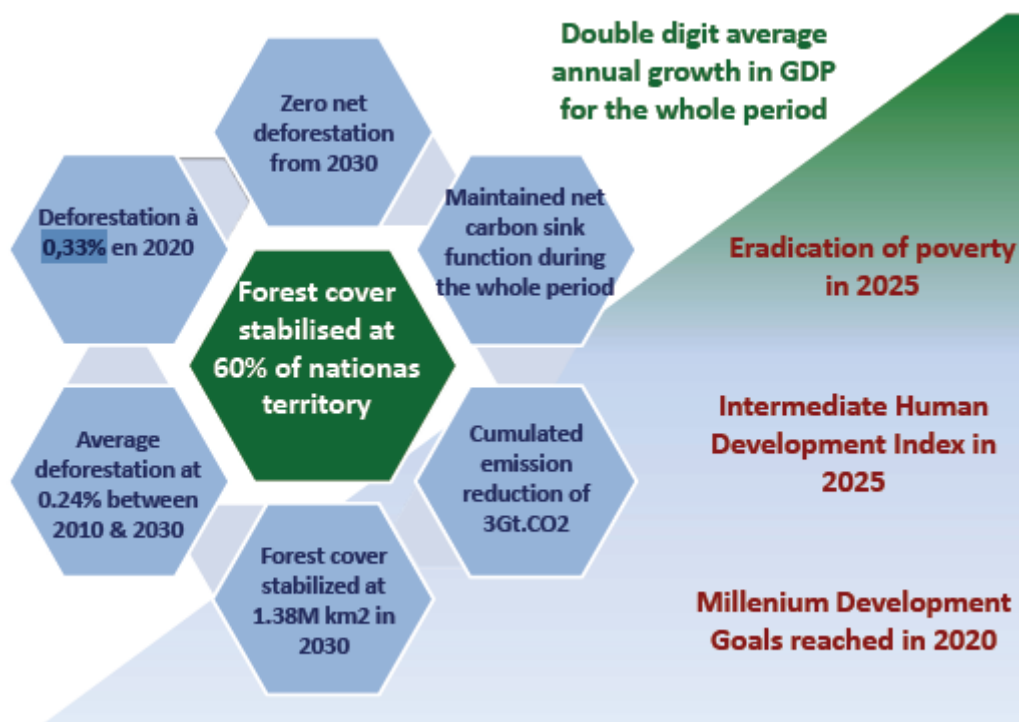 Double digit average
annual growth in GDP
for the whole period
Zero net
deforestation
from 2030
Deforestation à
0,33% en 2020
Maintained net
carbon sink
function during
the whole period
Eradication of poverty
in 2025
Forest cover
stabilised at
60% of nationas
territory
Average
deforestation at
0.24% between
2010 & 2030
Cumulated
emission
reduction of
3Gt.CO2
Intermediate Human
Development Index in
2025
Forest cover
stabilized at
1.38M km2 in
2030
Millenium Development
Goals reached in 2020